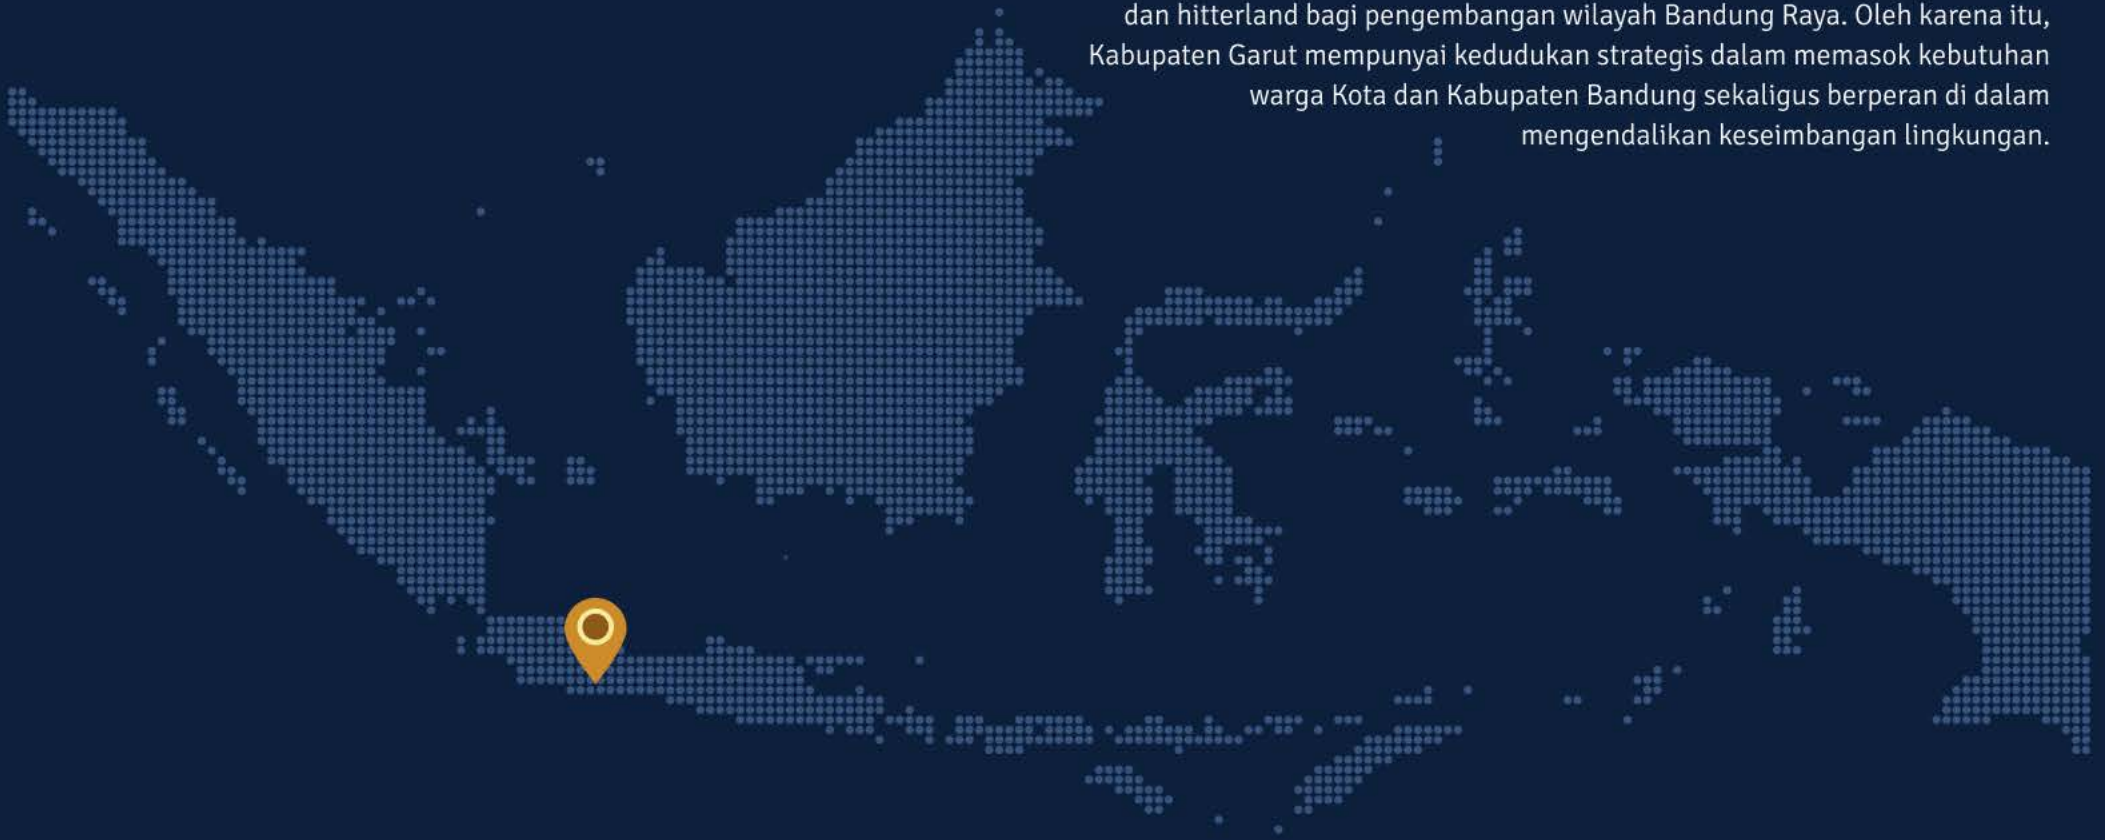 dan hitterland bagi pengembangan wilayah Bandung Raya. Oleh karena itu,
Kabupaten Garut mempunyai kedudukan strategis dalam memasok kebutuhan
warga Kota dan Kabupaten Bandung sekaligus berperan di dalam
mengendalikan keseimbangan lingkungan.